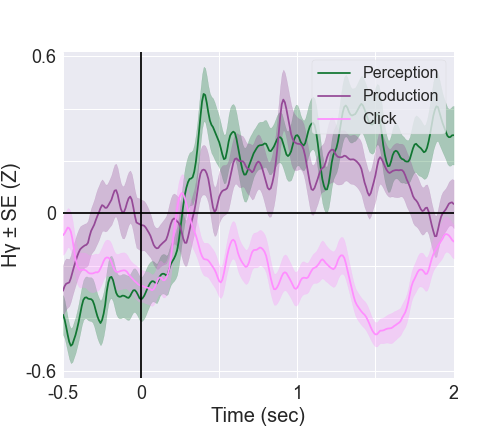 0.6
0
-0.6
Hγ ± SE (Z)
Perception
Production
Click
-0.5
0
1
2
Time (sec)